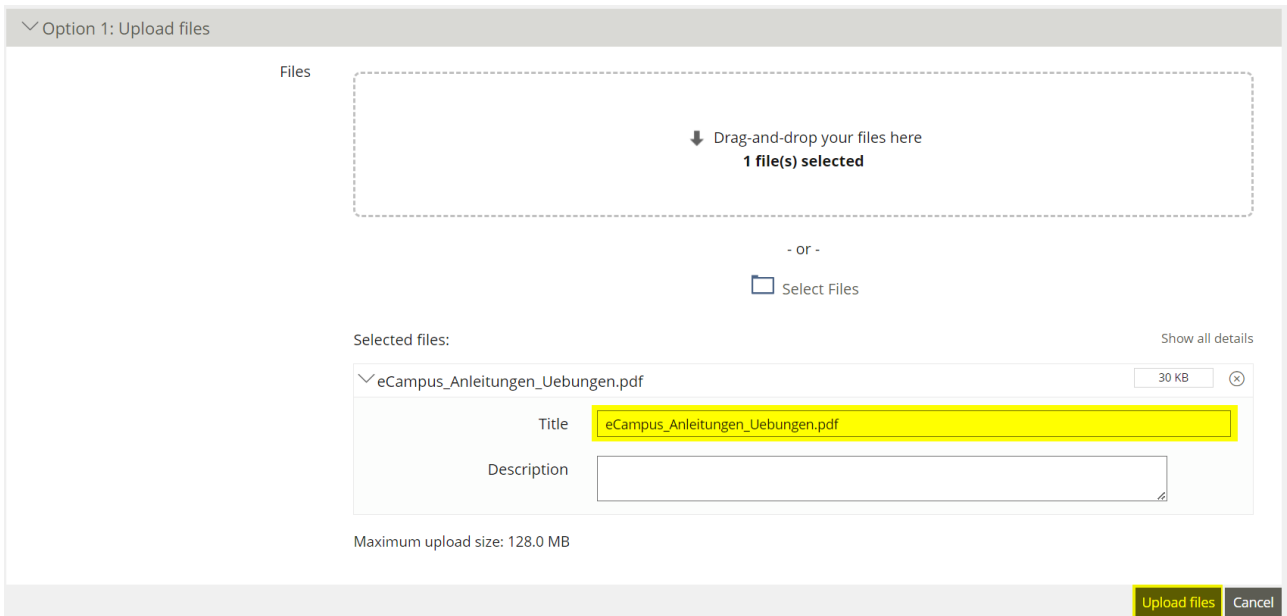 Option 1: Upload files
Files
Drag-and-drop your files here
1 file(s) selected
- or -
Select Files
Selected files:
Show all details
eCampus_Anleitungen_Uebungen.pdf
30 KB
Title
eCampus_Anleitungen_Uebungen.pdf
Description
Maximum upload size: 128.0 MB
Upload files
Cancel